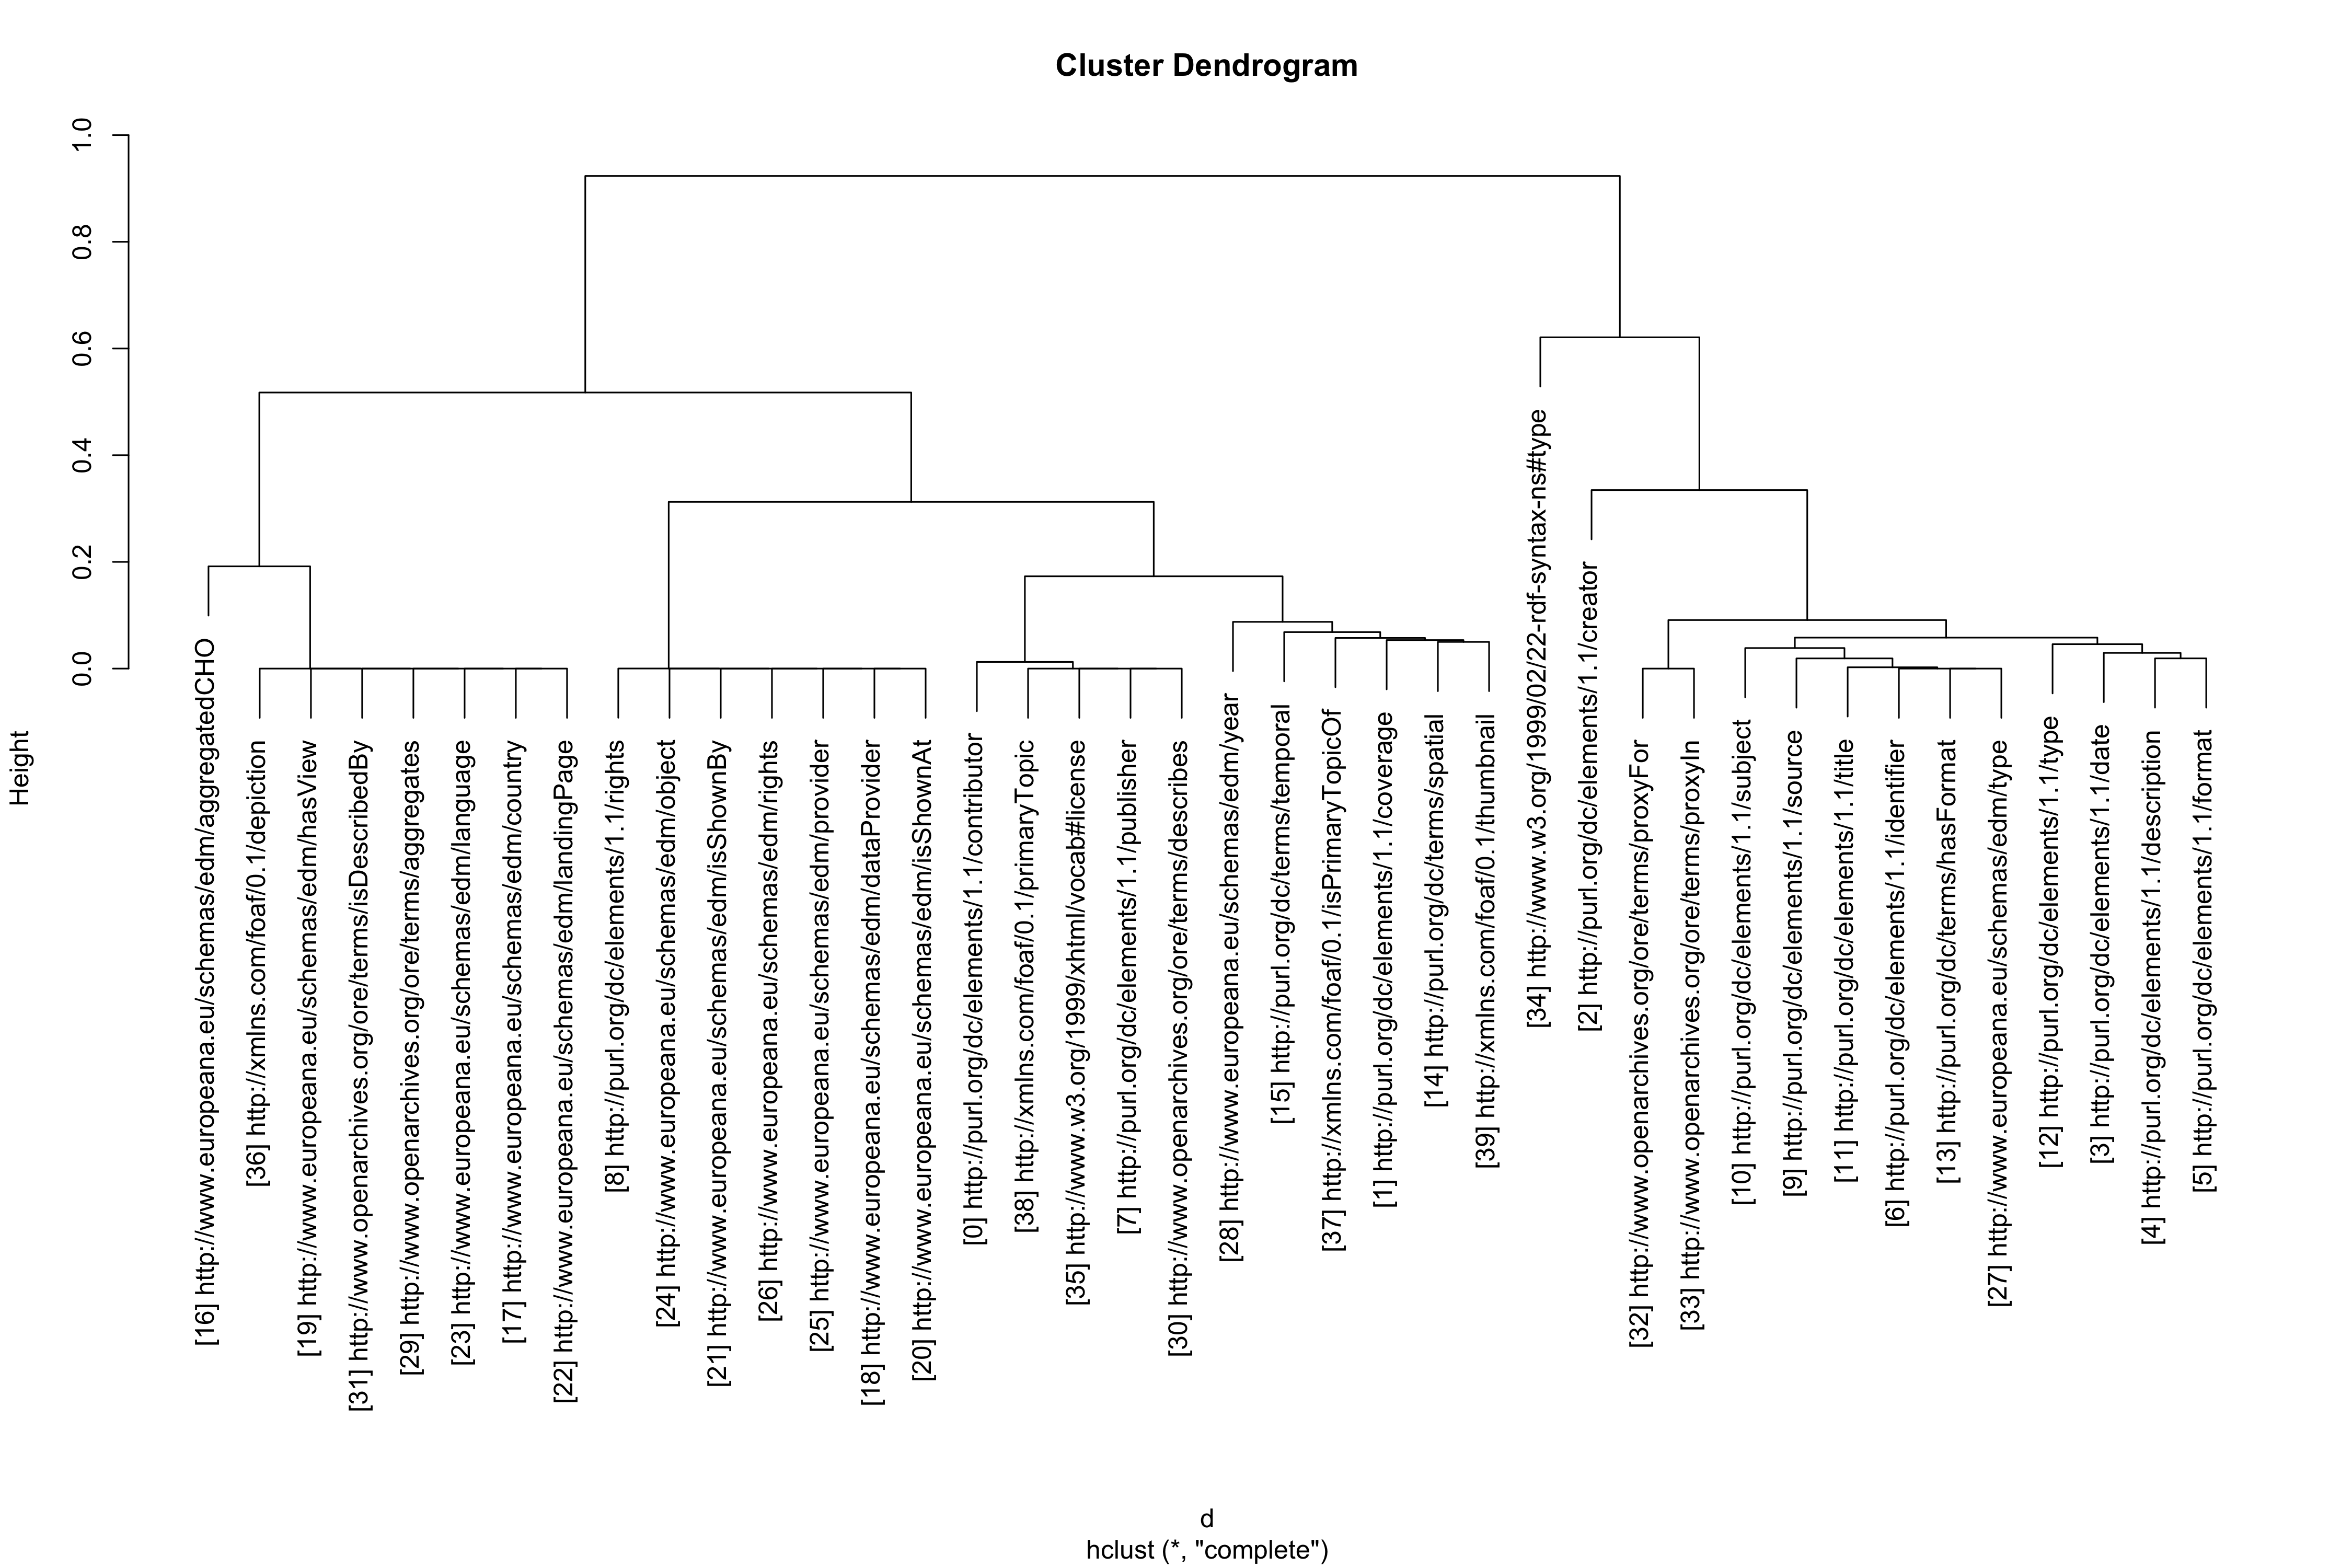 Cluster Dendrogram
Height
1.0
0.8
0.6
0.4
0.2
0.0
[16] http://www.europeana.eu/schemas/edm/aggregatedCHO
[36] http://xmlns.com/foaf/0.1/depiction
[19] http://www.europeana.eu/schemas/edm/hasView
[31] http://www.openarchives.org/ore/terms/isDescribedBy
[29] http://www.openarchives.org/ore/terms/aggregates
[23] http://www.europeana.eu/schemas/edm/language
[17] http://www.europeana.eu/schemas/edm/country
[22] http://www.europeana.eu/schemas/edm/landingPage
[8] http://purl.org/dc/elements/1.1/rights
[24] http://www.europeana.eu/schemas/edm/object
[21] http://www.europeana.eu/schemas/edm/isShownBy
[26] http://www.europeana.eu/schemas/edm/rights
[25] http://www.europeana.eu/schemas/edm/provider
[18] http://www.europeana.eu/schemas/edm/dataProvider
[20] http://www.europeana.eu/schemas/edm/isShownAt
[0] http://purl.org/dc/elements/1.1/contributor
[38] http://xmlns.com/foaf/0.1/primaryTopic
[35] http://www.w3.org/1999/xhtml/vocab#license
[7] http://purl.org/dc/elements/1.1/publisher
[30] http://www.openarchives.org/ore/terms/describes
[28] http://www.europeana.eu/schemas/edm/year
[15] http://purl.org/dc/terms/temporal
[37] http://xmlns.com/foaf/0.1/isPrimaryTopicOf
[1] http://purl.org/dc/elements/1.1/coverage
[14] http://purl.org/dc/terms/spatial
[39] http://xmlns.com/foaf/0.1/thumbnail
[34] http://www.w3.org/1999/02/22-rdf-syntax-ns#type
[2] http://purl.org/dc/elements/1.1/creator
[32] http://www.openarchives.org/ore/terms/proxyFor
[33] http://www.openarchives.org/ore/terms/proxyIn
[10] http://purl.org/dc/elements/1.1/subject
[9] http://purl.org/dc/elements/1.1/source
[11] http://purl.org/dc/elements/1.1/title
[6] http://purl.org/dc/elements/1.1/identifier
[13] http://purl.org/dc/terms/hasFormat
[27] http://www.europeana.eu/schemas/edm/type
[12] http://purl.org/dc/elements/1.1/type
[3] http://purl.org/dc/elements/1.1/date
[4] http://purl.org/dc/elements/1.1/description
[5] http://purl.org/dc/elements/1.1/format
d
hclust (*, "complete")